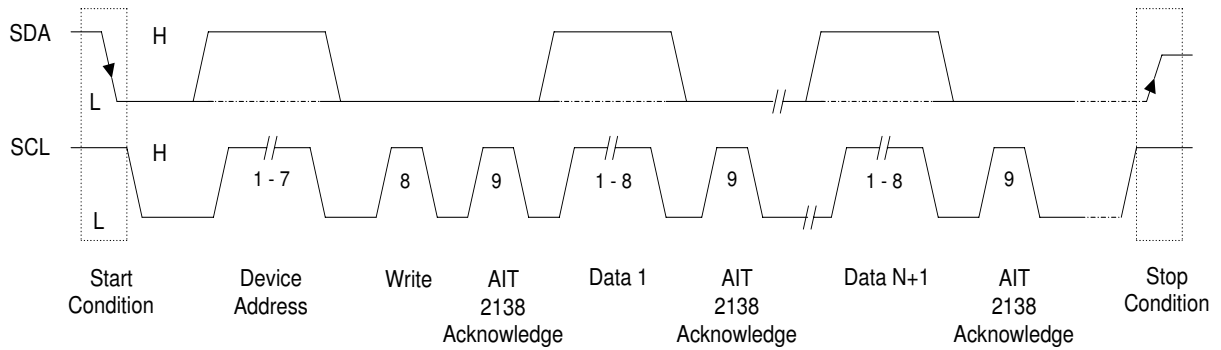 SDA H
L
SCL H
1 - 7 8 9 1 - 8 9 1 - 8 9
L
Start Condition
Device Address
Write
AIT 2138 Acknowledge
Data 1
AIT 2138 Acknowledge
Data N+1
AIT 2138 Acknowledge
Stop Condition